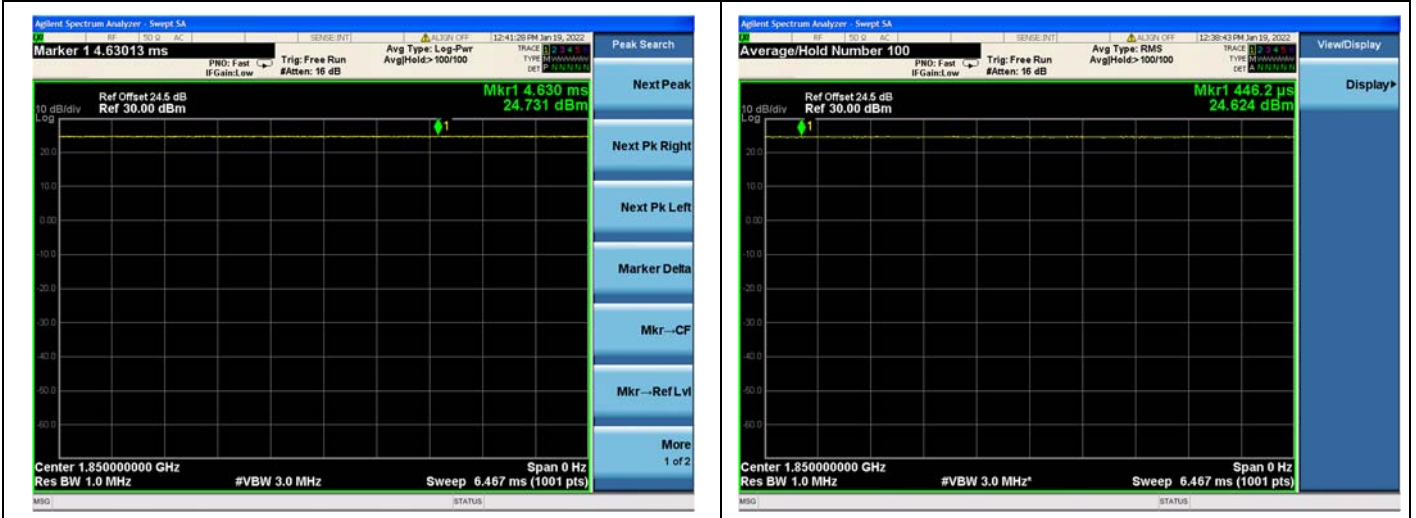 Agilent Spectrum Analyzer - Swept SA
RF 50 Ω AC SENSE:INT ALIGN OFF 12:41:28 PM Jan 19, 2022
Marker 1 4.63013 ms
Avg Type: Log-Pwr
TRACE 1 2 3 4 5 6
PNO: Fast Trig: Free Run Avg|Hold:> 100/100
TYPE M
IFGain:Low #Atten: 16 dB
DET P N N N N N
Peak Search
Mkr1 4.630 ms
24.731 dBm
Ref Offset 24.5 dB
10 dB/div Ref 30.00 dBm
Log
1
20.0
10.0
0.00
-10.0
-20.0
-30.0
-40.0
-50.0
-60.0
Center 1.850000000 GHz Span 0 Hz
Res BW 1.0 MHz #VBW 3.0 MHz Sweep 6.467 ms (1001 pts)
MSG STATUS
Next Peak
Next Pk Right
Next Pk Left
Marker Delta
Mkr→CF
Mkr→Ref Lvl
More
1 of 2
Agilent Spectrum Analyzer - Swept SA
RF 50 Ω AC SENSE:INT ALIGN OFF 12:38:43 PM Jan 19, 2022
Average/Hold Number 100
Avg Type: RMS
TRACE 1 2 3 4 5 6
PNO: Fast Trig: Free Run Avg|Hold:> 100/100
TYPE M
IFGain:Low #Atten: 16 dB
DET A N N N N N
View/Display
Display
Mkr1 446.2 µs
24.624 dBm
Ref Offset 24.5 dB
10 dB/div Ref 30.00 dBm
Log
1
20.0
10.0
0.00
-10.0
-20.0
-30.0
-40.0
-50.0
-60.0
Center 1.850000000 GHz Span 0 Hz
Res BW 1.0 MHz #VBW 3.0 MHz* Sweep 6.467 ms (1001 pts)
MSG STATUS